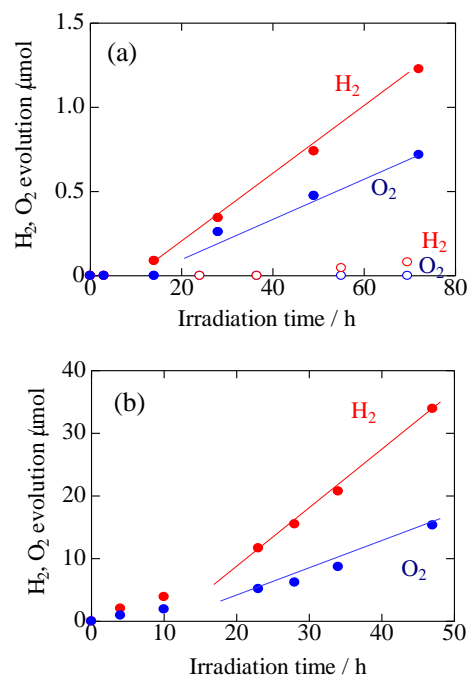 (a)
H2, O2 evolution /μmol
1.5
1.0
0.5
0
H2
O2
H2
O2
0 20 40 60 80
Irradiation time / h
(b)
H2, O2 evolution /μmol
40
30
20
10
0
H2
O2
0 10 20 30 40 50
Irradiation time / h